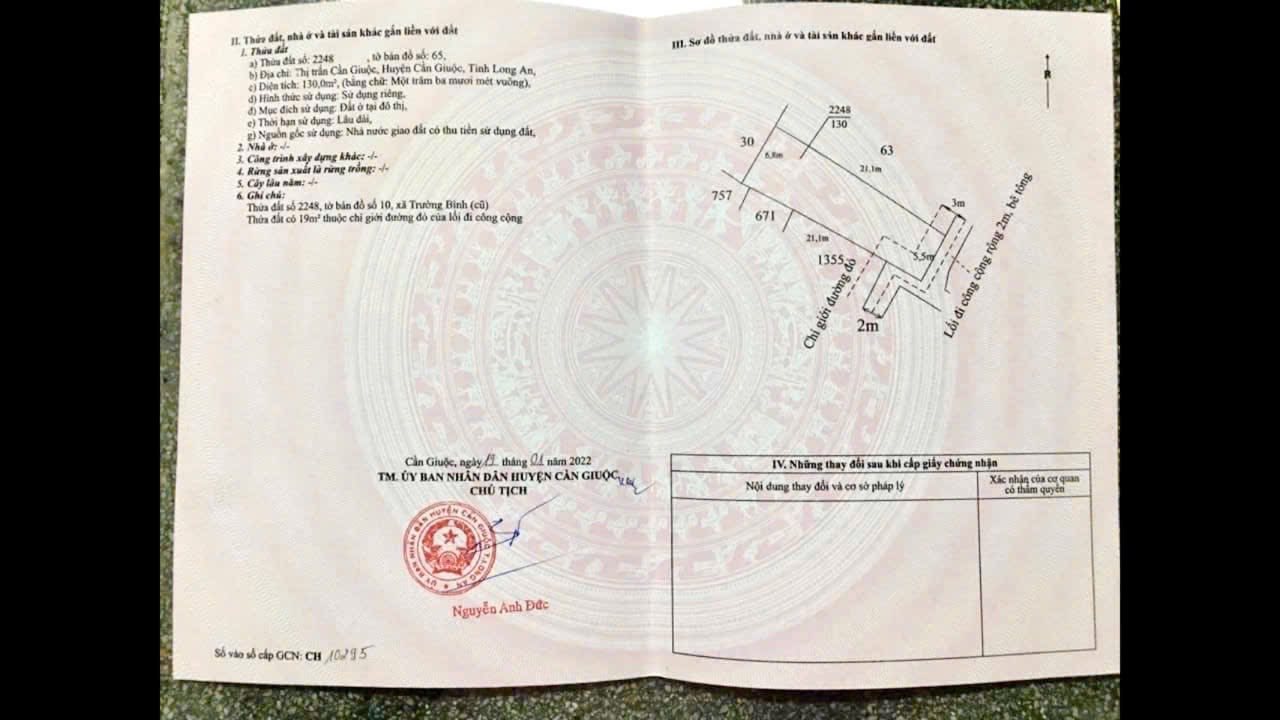 II. Thửa đất, nhà ở và tài sản khác gắn liền với đất
1. Thửa đất
a) Thửa đất số: 2248 , tờ bản đồ số: 65,
b) Địa chỉ: Thị trấn Cần Giuộc, Huyện Cần Giuộc, Tỉnh Long An,
c) Diện tích: 130,0m², (bằng chữ: Một trăm ba mươi mét vuông),
d) Hình thức sử dụng: Sử dụng riêng,
đ) Mục đích sử dụng: Đất ở tại đô thị,
e) Thời hạn sử dụng: Lâu dài,
g) Nguồn gốc sử dụng: Nhà nước giao đất có thu tiền sử dụng đất,
2. Nhà ở: -/-
3. Công trình xây dựng khác: -/-
4. Rừng sản xuất là rừng trồng: -/-
5. Cây lâu năm: -/-
6. Ghi chú:
Thửa đất số 2248, tờ bản đồ số 10, xã Trường Bình (cũ)
Thửa đất có 19m² thuộc chỉ giới đường đỏ của lối đi công cộng
Cần Giuộc, ngày 19 tháng 01 năm 2022
TM. ỦY BAN NHÂN DÂN HUYỆN CẦN GIUỘC
CHỦ TỊCH
ỦY BAN NHÂN DÂN HUYỆN CẦN GIUỘC T.LONG AN
Nguyễn Anh Đức
Số vào sổ cấp GCN: CH 10295
III. Sơ đồ thửa đất, nhà ở và tài sản khác gắn liền với đất
B
2248
130
30
63
6,8m
21,1m
757
671
3m
21,1m
1355
5,5m
2m
Chỉ giới đường đỏ
Lối đi công cộng rộng 2m, bê tông
IV. Những thay đổi sau khi cấp giấy chứng nhận
Nội dung thay đổi và cơ sở pháp lý
Xác nhận của cơ quan
có thẩm quyền